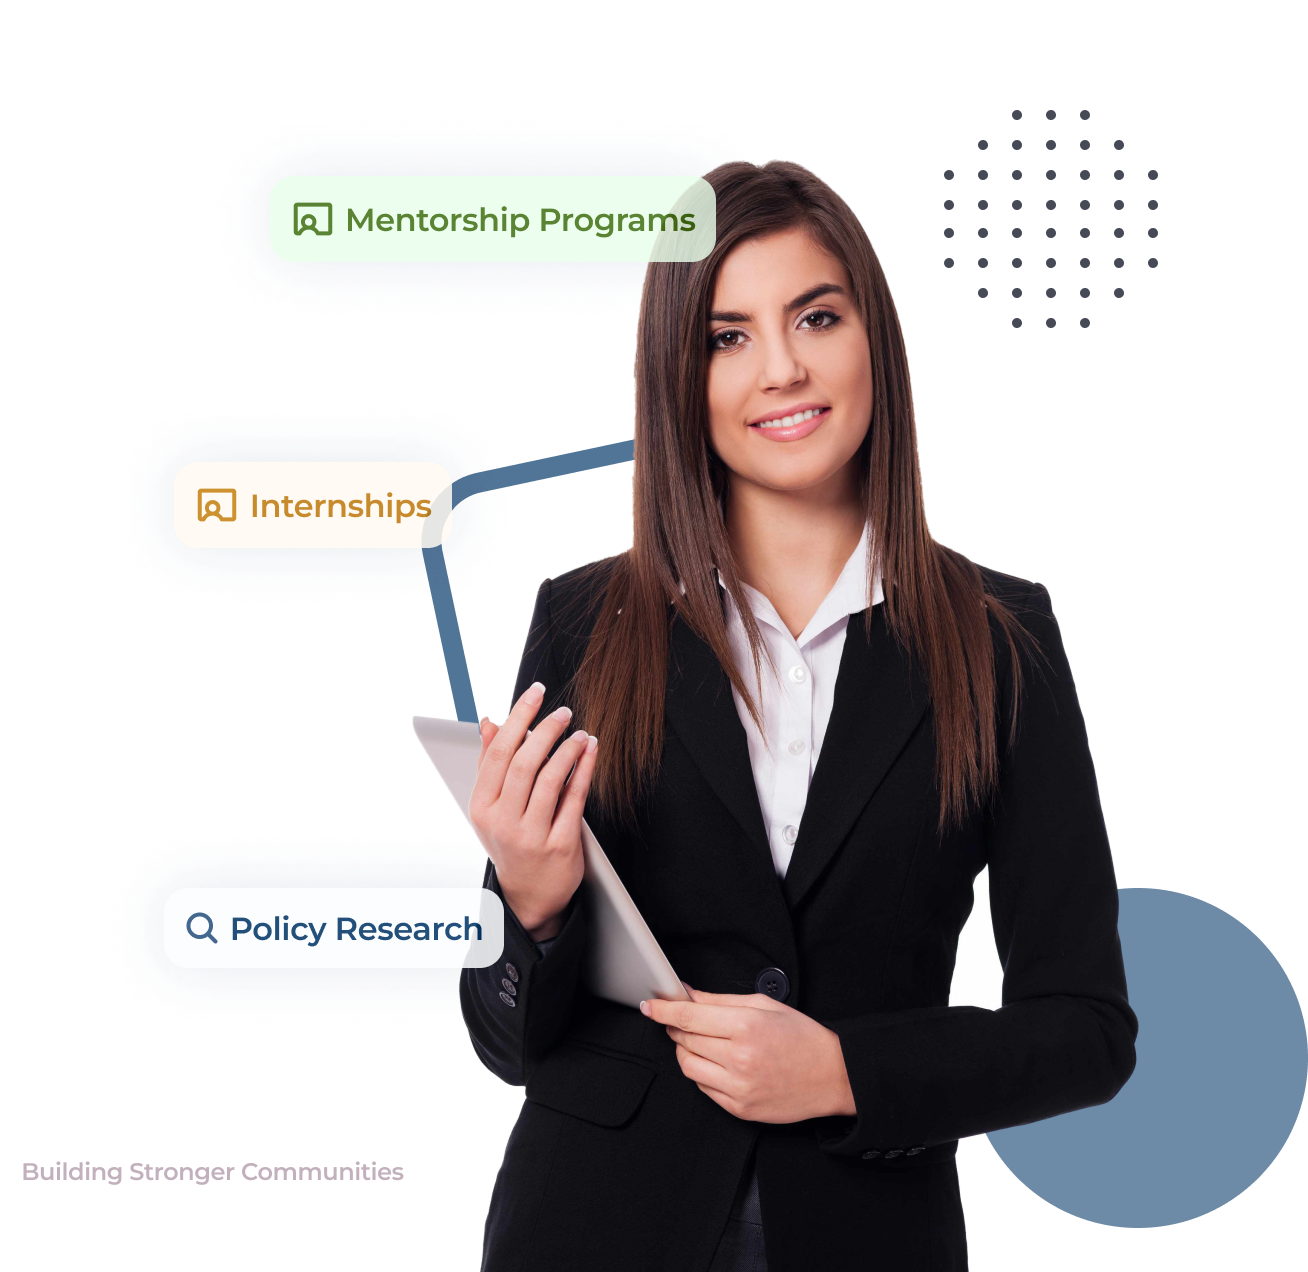 Mentorship Programs
Internships
Policy Research
Building Stronger Communities